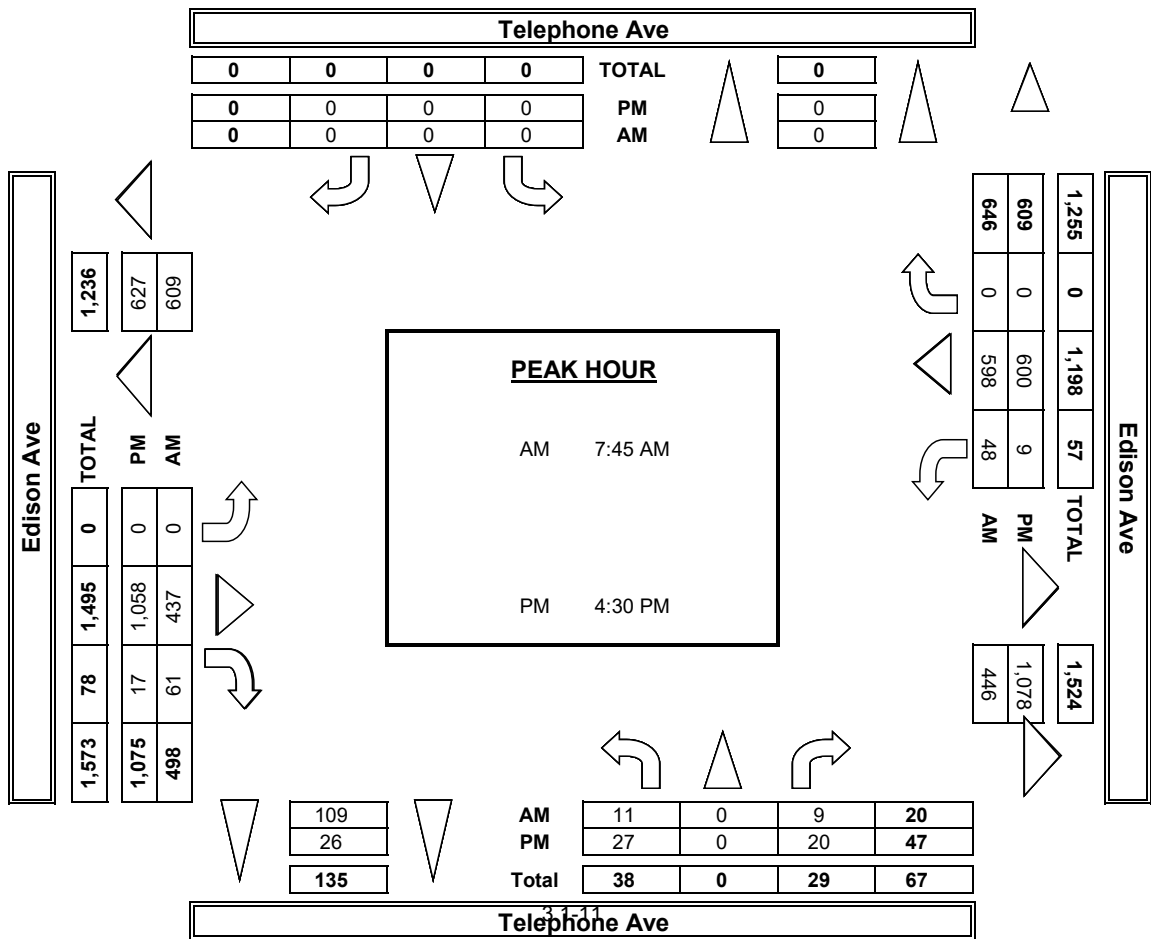 Telephone Ave
0 0 0 0 TOTAL 0
0 0 0 0 PM 0
0 0 0 0 AM 0
Edison Ave
1,236
627
609
TOTAL
PM
AM
0 1,495 78 1,573
0 1,058 17 1,075
0 437 61 498
PEAK HOUR
AM 7:45 AM
PM 4:30 PM
1,255 0 1,198 57 TOTAL
609 0 600 9 PM
646 0 598 48 AM
1,524
1,078
446
Edison Ave
109 AM 11 0 9 20
26 PM 27 0 20 47
135 Total 38 0 29 67
3.1-11
Telephone Ave